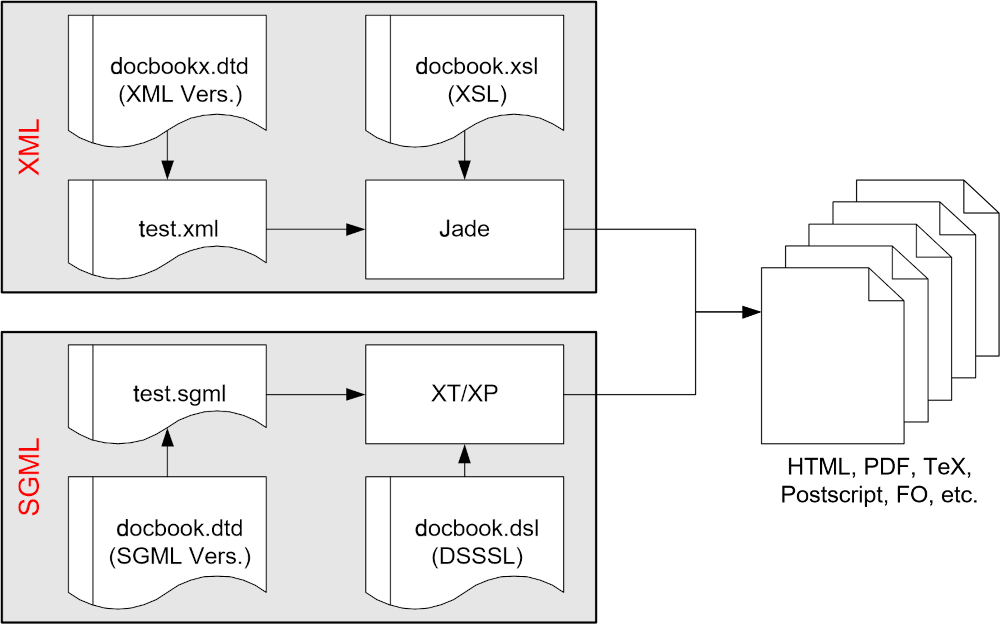 XML
docbookx.dtd
(XML Vers.)
docbook.xsl
(XSL)
test.xml
Jade
SGML
test.sgml
XT/XP
docbook.dtd
(SGML Vers.)
docbook.dsl
(DSSSL)
HTML, PDF, TeX,
Postscript, FO, etc.